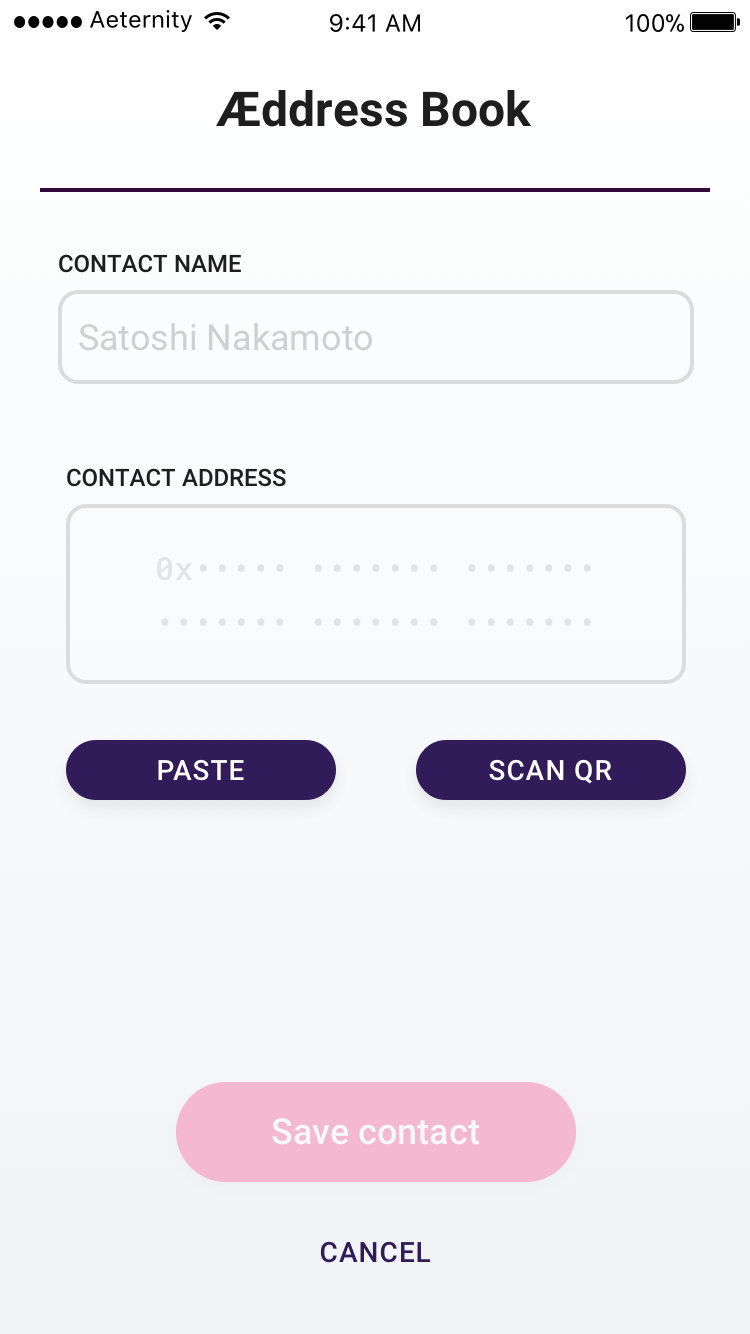 ●●●●● Aeternity 9:41 AM 100%
Æddress Book
CONTACT NAME
Satoshi Nakamoto
CONTACT ADDRESS
0x••••• ••••••• •••••••
••••••• ••••••• •••••••
PASTE SCAN QR
Save contact
CANCEL